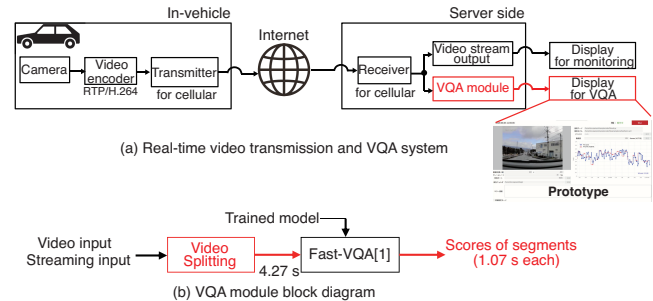 In-vehicle
Internet
Server side
Camera
Video
encoder
RTP/H.264
Transmitter
for cellular
Receiver
for cellular
Video stream
output
VQA module
Display
for monitoring
Display
for VQA
Prototype
(a) Real-time video transmission and VQA system
Trained model
Video input
Streaming input
Video
Splitting
4.27 s
Fast-VQA[1]
Scores of segments
(1.07 s each)
(b) VQA module block diagram